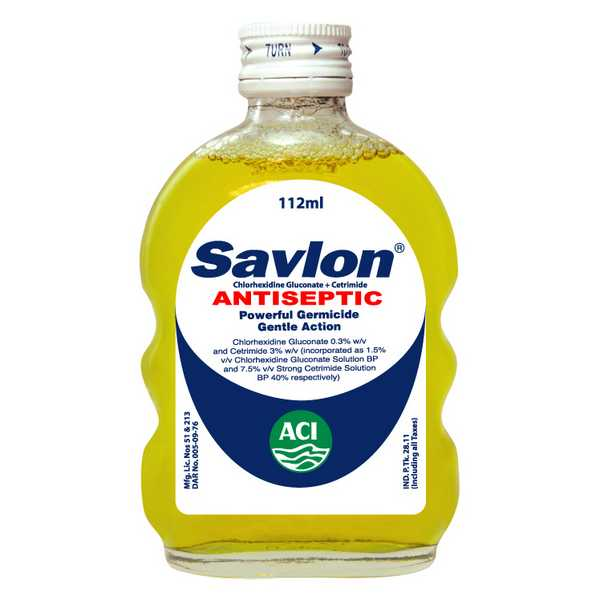 TURN
112ml
Savlon®
Chlorhexidine Gluconate + Cetrimide
ANTISEPTIC
Powerful Germicide
Gentle Action
Chlorhexidine Gluconate 0.3% w/v
and Cetrimide 3% w/v (incorporated as 1.5%
v/v Chlorhexidine Gluconate Solution BP
and 7.5% v/v Strong Cetrimide Solution
BP 40% respectively)
ACI
Mfg. Lic. Nos 51 & 213
DAR No. 005-09-76
IND. P. Tk. 28.11
(Including all Taxes)